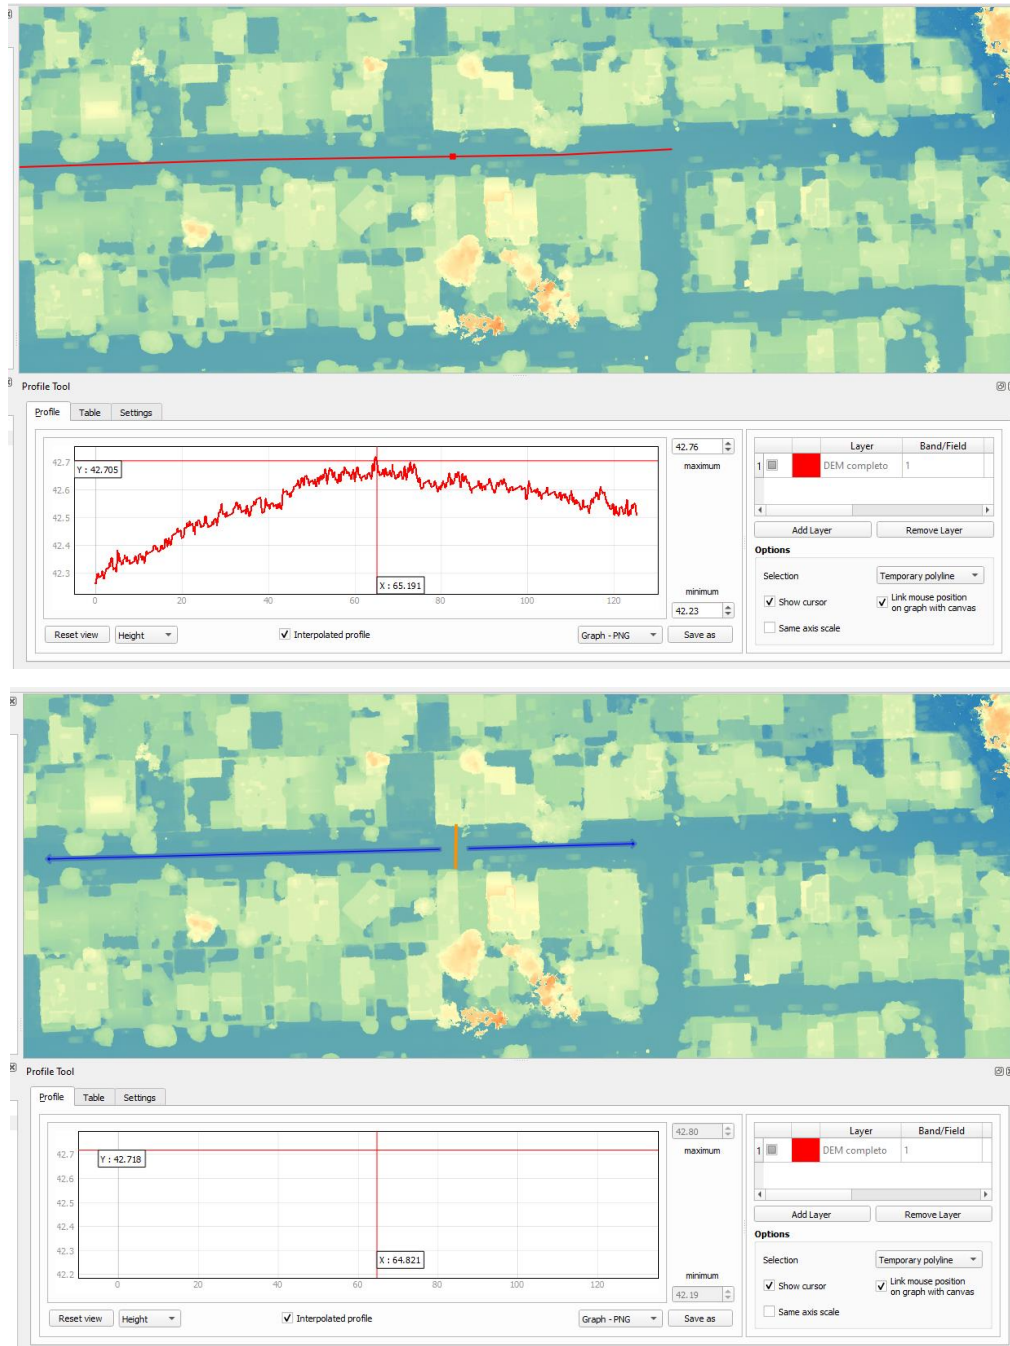 Profile Tool
Profile Table Settings
42.7
42.6
42.5
42.4
42.3
Y : 42.705
X : 65.191
0 20 40 60 80 100 120
42.76
maximum
minimum
42.23
Reset view Height Interpolated profile Graph - PNG Save as
Layer Band/Field
1 DEM completo 1
Add Layer Remove Layer
Options
Selection Temporary polyline
Show cursor Link mouse position
on graph with canvas
Same axis scale
Profile Tool
Profile Table Settings
42.7
42.6
42.5
42.4
42.3
42.2
Y : 42.718
X : 64.821
0 20 40 60 80 100 120
42.80
maximum
minimum
42.19
Reset view Height Interpolated profile Graph - PNG Save as
Layer Band/Field
1 DEM completo 1
Add Layer Remove Layer
Options
Selection Temporary polyline
Show cursor Link mouse position
on graph with canvas
Same axis scale